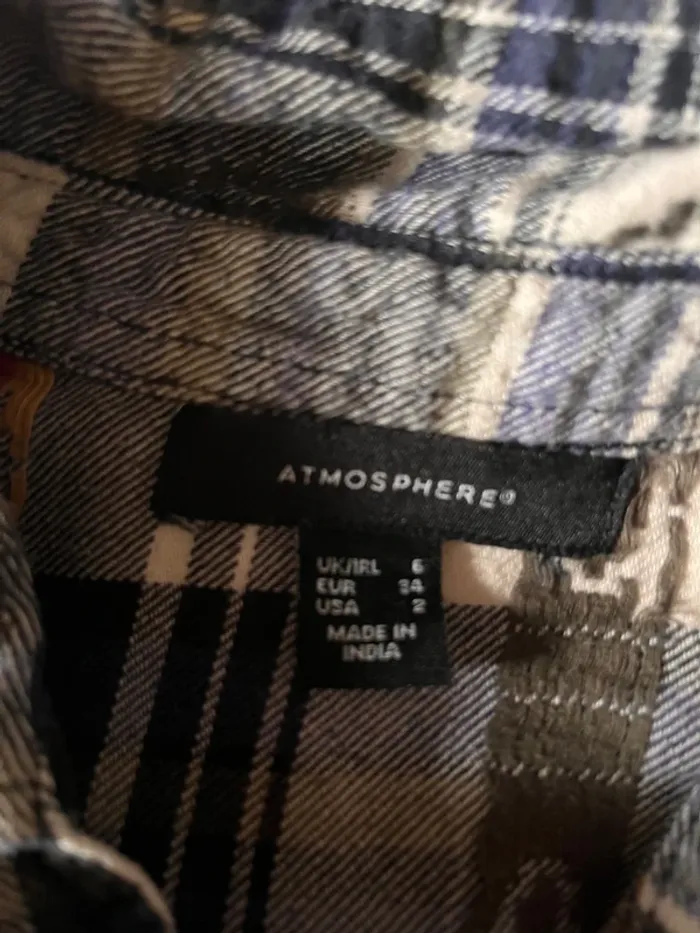 ATMOSPHERE®
UK/IRL 6
EUR 34
USA 2
MADE IN
INDIA